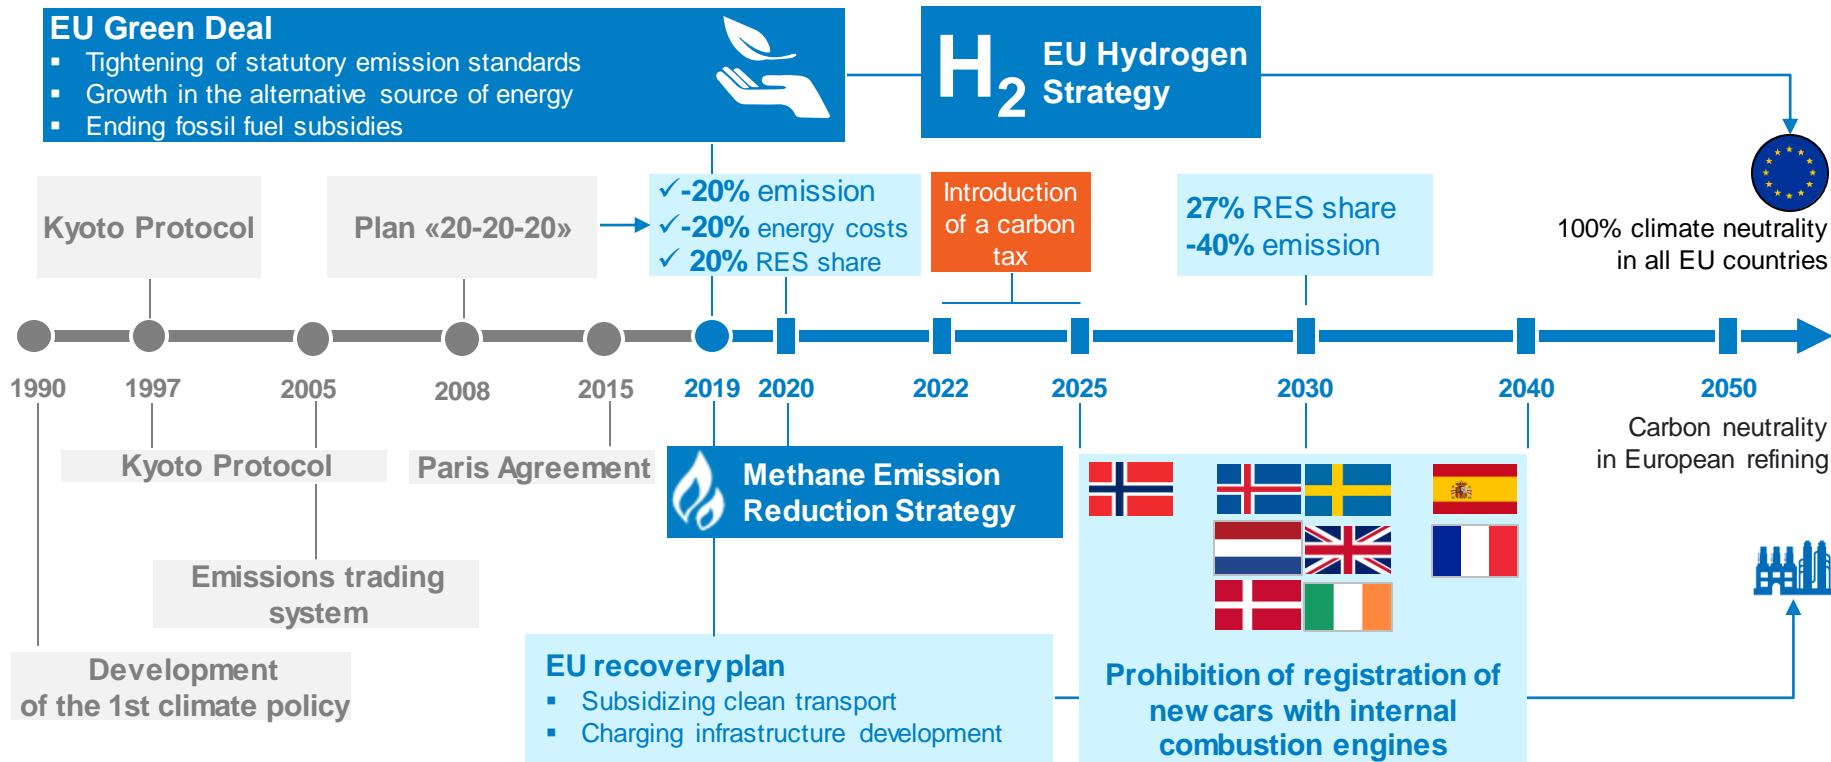 EU Green Deal
▪ Tightening of statutory emission standards
▪ Growth in the alternative source of energy
▪ Ending fossil fuel subsidies
H2
EU Hydrogen
Strategy
Kyoto Protocol
Plan «20-20-20»
✓-20% emission
✓-20% energy costs
✓ 20% RES share
Introduction
of a carbon
tax
27% RES share
-40% emission
100% climate neutrality
in all EU countries
1990
1997
2005
2008
2015
2019
2020
2022
2025
2030
2040
2050
Carbon neutrality
in European refining
Kyoto Protocol
Paris Agreement
Methane Emission
Reduction Strategy
Emissions trading
system
Development
of the 1st climate policy
EU recovery plan
▪ Subsidizing clean transport
▪ Charging infrastructure development
Prohibition of registration of
new cars with internal
combustion engines